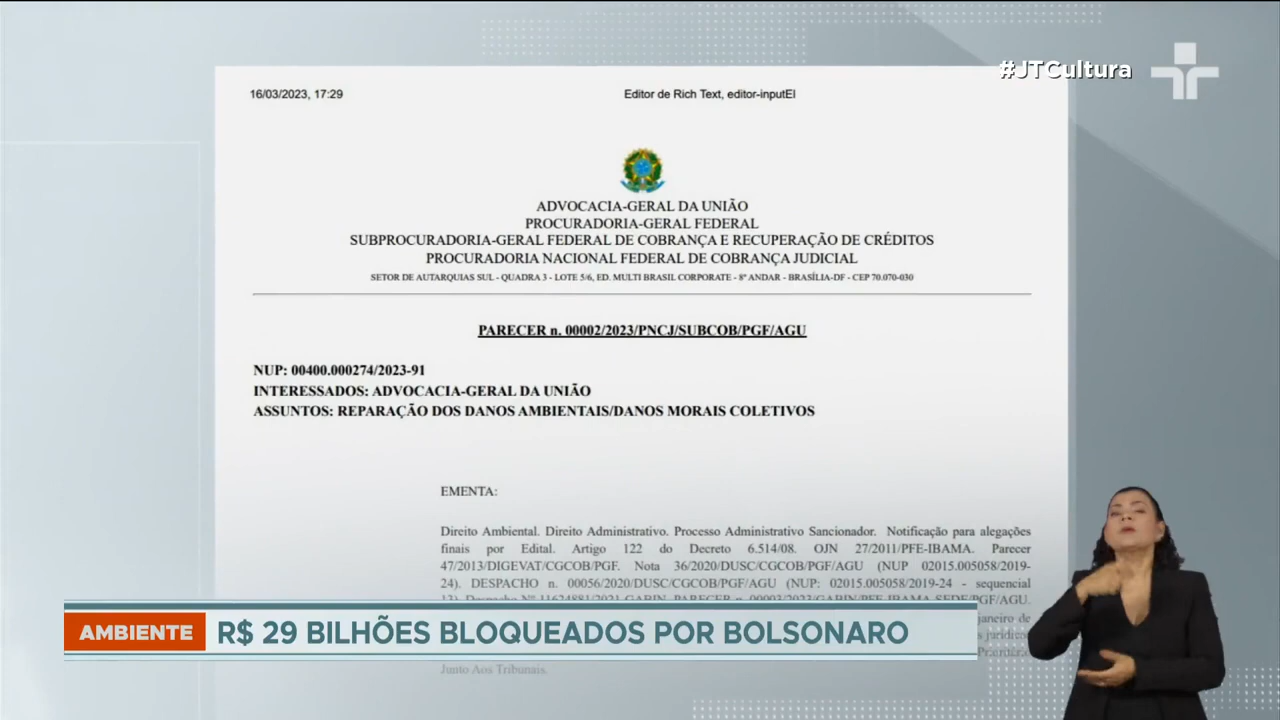 #JTCultura
16/03/2023, 17:29
Editor de Rich Text, editor-inputEl
ADVOCACIA-GERAL DA UNIÃO
PROCURADORIA-GERAL FEDERAL
SUBPROCURADORIA-GERAL FEDERAL DE COBRANÇA E RECUPERAÇÃO DE CRÉDITOS
PROCURADORIA NACIONAL FEDERAL DE COBRANÇA JUDICIAL
SETOR DE AUTARQUIAS SUL - QUADRA 3 - LOTE 5/6, ED. MULTI BRASIL CORPORATE - 8º ANDAR - BRASÍLIA-DF - CEP 70.070-030
PARECER n. 00002/2023/PNCJ/SUBCOB/PGF/AGU
NUP: 00400.000274/2023-91
INTERESSADOS: ADVOCACIA-GERAL DA UNIÃO
ASSUNTOS: REPARAÇÃO DOS DANOS AMBIENTAIS/DANOS MORAIS COLETIVOS
EMENTA:
Direito Ambiental. Direito Administrativo. Processo Administrativo Sancionador. Notificação para alegações
finais por Edital. Artigo 122 do Decreto 6.514/08. OJN 27/2011/PFE-IBAMA. Parecer
47/2013/DIGEVAT/CGCOB/PGF. Nota 36/2020/DUSC/CGCOB/PGF/AGU (NUP 02015.005058/2019-
24). DESPACHO n. 00056/2020/DUSC/CGCOB/PGF/AGU (NUP: 02015.005058/2019-24 - sequencial
janeiro de
Junto Aos Tribunais.
AMBIENTE
R$ 29 BILHÕES BLOQUEADOS POR BOLSONARO